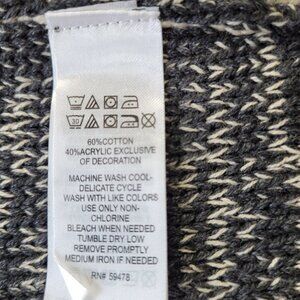 30
60%COTTON
40%ACRYLIC EXCLUSIVE
OF DECORATION
MACHINE WASH COOL-
DELICATE CYCLE
WASH WITH LIKE COLORS
USE ONLY NON-
CHLORINE
BLEACH WHEN NEEDED
TUMBLE DRY LOW
REMOVE PROMPTLY
MEDIUM IRON IF NEEDED
RN# 59478